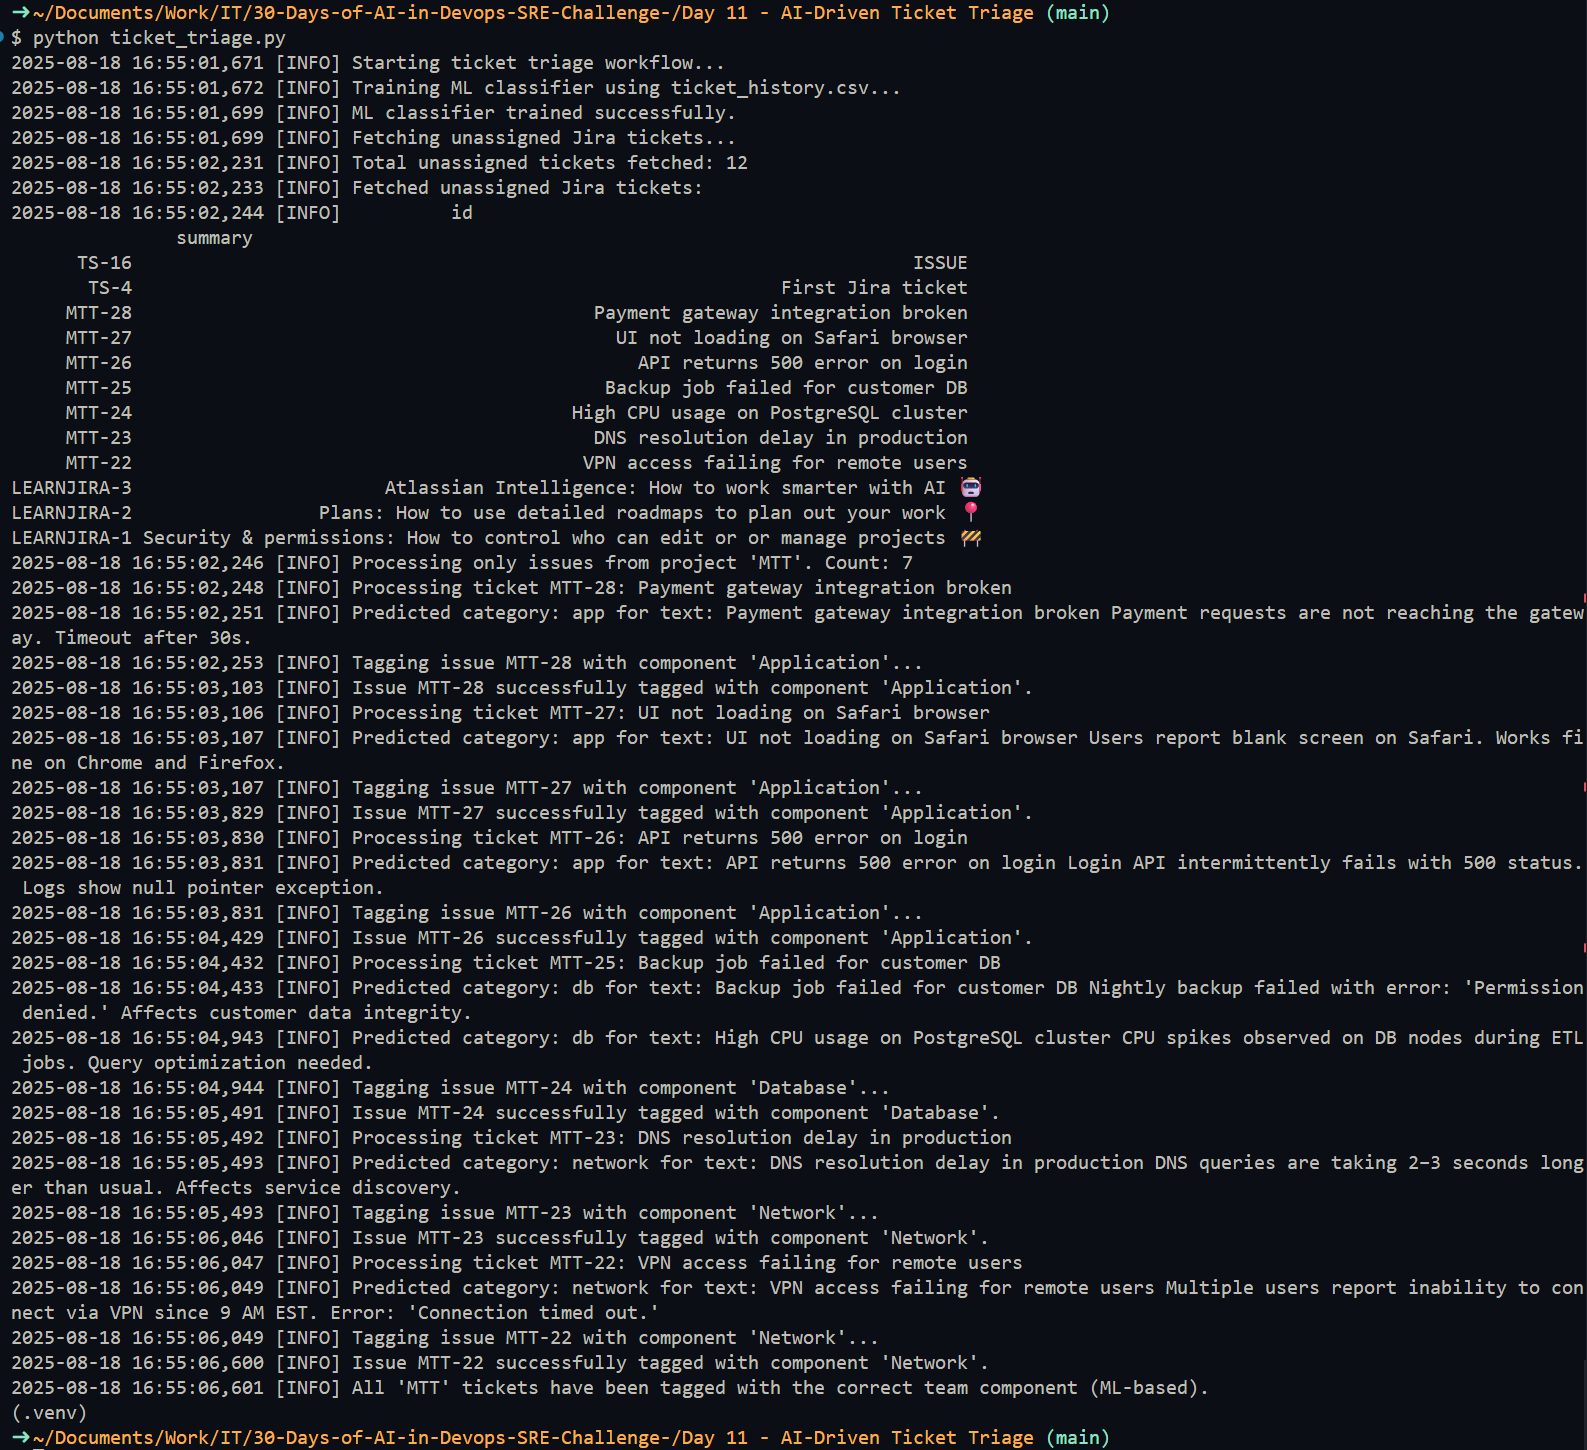 ➜~/Documents/Work/IT/30-Days-of-AI-in-Devops-SRE-Challenge-/Day 11 - AI-Driven Ticket Triage (main)
$ python ticket_triage.py
2025-08-18 16:55:01,671 [INFO] Starting ticket triage workflow...
2025-08-18 16:55:01,672 [INFO] Training ML classifier using ticket_history.csv...
2025-08-18 16:55:01,699 [INFO] ML classifier trained successfully.
2025-08-18 16:55:01,699 [INFO] Fetching unassigned Jira tickets...
2025-08-18 16:55:02,231 [INFO] Total unassigned tickets fetched: 12
2025-08-18 16:55:02,233 [INFO] Fetched unassigned Jira tickets:
2025-08-18 16:55:02,244 [INFO]          id
summary
TS-16 ISSUE
TS-4 First Jira ticket
MTT-28 Payment gateway integration broken
MTT-27 UI not loading on Safari browser
MTT-26 API returns 500 error on login
MTT-25 Backup job failed for customer DB
MTT-24 High CPU usage on PostgreSQL cluster
MTT-23 DNS resolution delay in production
MTT-22 VPN access failing for remote users
LEARNJIRA-3 Atlassian Intelligence: How to work smarter with AI 🤖
LEARNJIRA-2 Plans: How to use detailed roadmaps to plan out your work 📍
LEARNJIRA-1 Security & permissions: How to control who can edit or or manage projects 🚧
2025-08-18 16:55:02,246 [INFO] Processing only issues from project 'MTT'. Count: 7
2025-08-18 16:55:02,248 [INFO] Processing ticket MTT-28: Payment gateway integration broken
2025-08-18 16:55:02,251 [INFO] Predicted category: app for text: Payment gateway integration broken Payment requests are not reaching the gatew
ay. Timeout after 30s.
2025-08-18 16:55:02,253 [INFO] Tagging issue MTT-28 with component 'Application'...
2025-08-18 16:55:03,103 [INFO] Issue MTT-28 successfully tagged with component 'Application'.
2025-08-18 16:55:03,106 [INFO] Processing ticket MTT-27: UI not loading on Safari browser
2025-08-18 16:55:03,107 [INFO] Predicted category: app for text: UI not loading on Safari browser Users report blank screen on Safari. Works fi
ne on Chrome and Firefox.
2025-08-18 16:55:03,107 [INFO] Tagging issue MTT-27 with component 'Application'...
2025-08-18 16:55:03,829 [INFO] Issue MTT-27 successfully tagged with component 'Application'.
2025-08-18 16:55:03,830 [INFO] Processing ticket MTT-26: API returns 500 error on login
2025-08-18 16:55:03,831 [INFO] Predicted category: app for text: API returns 500 error on login Login API intermittently fails with 500 status.
Logs show null pointer exception.
2025-08-18 16:55:03,831 [INFO] Tagging issue MTT-26 with component 'Application'...
2025-08-18 16:55:04,429 [INFO] Issue MTT-26 successfully tagged with component 'Application'.
2025-08-18 16:55:04,432 [INFO] Processing ticket MTT-25: Backup job failed for customer DB
2025-08-18 16:55:04,433 [INFO] Predicted category: db for text: Backup job failed for customer DB Nightly backup failed with error: 'Permission
denied.' Affects customer data integrity.
2025-08-18 16:55:04,943 [INFO] Predicted category: db for text: High CPU usage on PostgreSQL cluster CPU spikes observed on DB nodes during ETL
jobs. Query optimization needed.
2025-08-18 16:55:04,944 [INFO] Tagging issue MTT-24 with component 'Database'...
2025-08-18 16:55:05,491 [INFO] Issue MTT-24 successfully tagged with component 'Database'.
2025-08-18 16:55:05,492 [INFO] Processing ticket MTT-23: DNS resolution delay in production
2025-08-18 16:55:05,493 [INFO] Predicted category: network for text: DNS resolution delay in production DNS queries are taking 2–3 seconds long
er than usual. Affects service discovery.
2025-08-18 16:55:05,493 [INFO] Tagging issue MTT-23 with component 'Network'...
2025-08-18 16:55:06,046 [INFO] Issue MTT-23 successfully tagged with component 'Network'.
2025-08-18 16:55:06,047 [INFO] Processing ticket MTT-22: VPN access failing for remote users
2025-08-18 16:55:06,049 [INFO] Predicted category: network for text: VPN access failing for remote users Multiple users report inability to con
nect via VPN since 9 AM EST. Error: 'Connection timed out.'
2025-08-18 16:55:06,049 [INFO] Tagging issue MTT-22 with component 'Network'...
2025-08-18 16:55:06,600 [INFO] Issue MTT-22 successfully tagged with component 'Network'.
2025-08-18 16:55:06,601 [INFO] All 'MTT' tickets have been tagged with the correct team component (ML-based).
(.venv)
➜~/Documents/Work/IT/30-Days-of-AI-in-Devops-SRE-Challenge-/Day 11 - AI-Driven Ticket Triage (main)